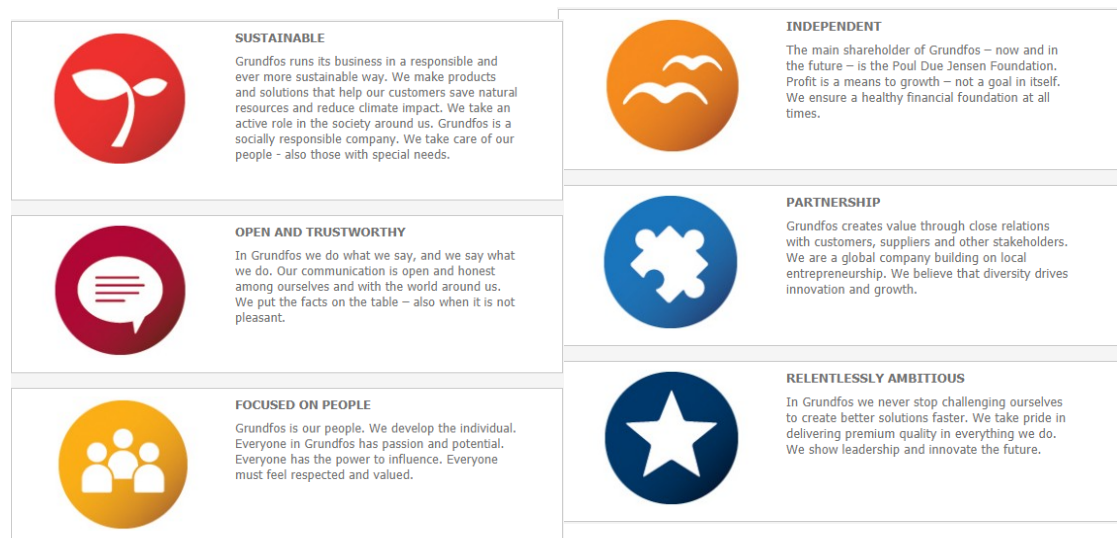 SUSTAINABLE
Grundfos runs its business in a responsible and
ever more sustainable way. We make products
and solutions that help our customers save natural
resources and reduce climate impact. We take an
active role in the society around us. Grundfos is a
socially responsible company. We take care of our
people - also those with special needs.
OPEN AND TRUSTWORTHY
In Grundfos we do what we say, and we say what
we do. Our communication is open and honest
among ourselves and with the world around us.
We put the facts on the table – also when it is not
pleasant.
FOCUSED ON PEOPLE
Grundfos is our people. We develop the individual.
Everyone in Grundfos has passion and potential.
Everyone has the power to influence. Everyone
must feel respected and valued.
INDEPENDENT
The main shareholder of Grundfos – now and in
the future – is the Poul Due Jensen Foundation.
Profit is a means to growth – not a goal in itself.
We ensure a healthy financial foundation at all
times.
PARTNERSHIP
Grundfos creates value through close relations
with customers, suppliers and other stakeholders.
We are a global company building on local
entrepreneurship. We believe that diversity drives
innovation and growth.
RELENTLESSLY AMBITIOUS
In Grundfos we never stop challenging ourselves
to create better solutions faster. We take pride in
delivering premium quality in everything we do.
We show leadership and innovate the future.